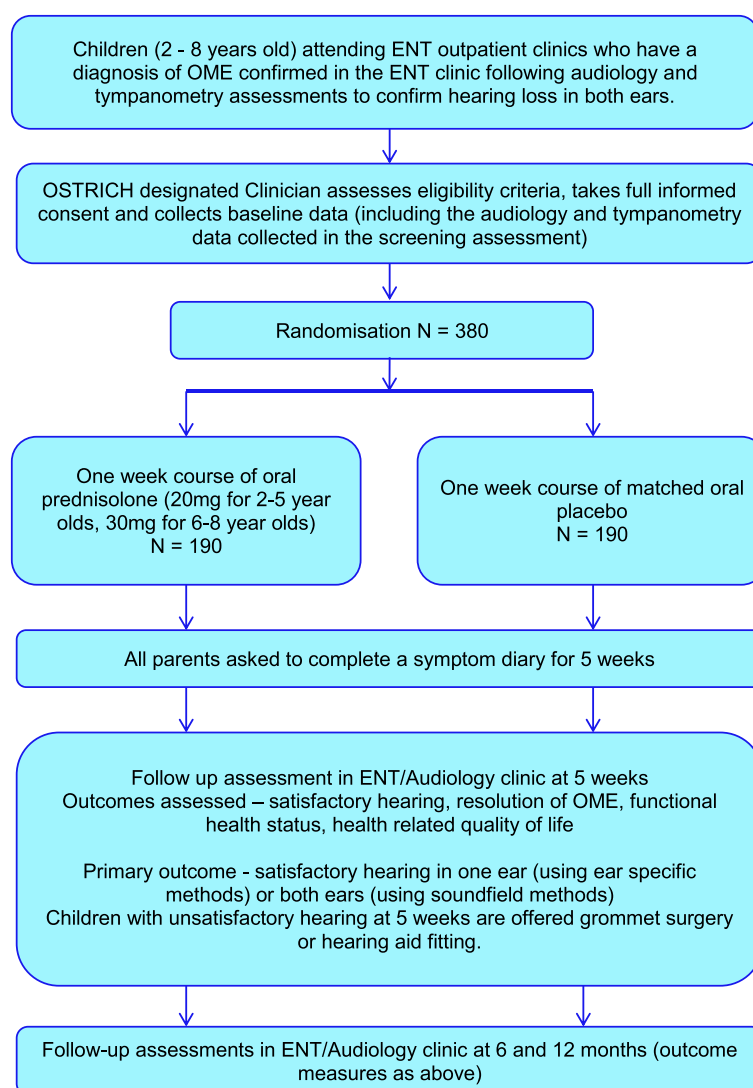 Children (2 - 8 years old) attending ENT outpatient clinics who have a
diagnosis of OME confirmed in the ENT clinic following audiology and
tympanometry assessments to confirm hearing loss in both ears.
OSTRICH designated Clinician assesses eligibility criteria, takes full informed
consent and collects baseline data (including the audiology and tympanometry
data collected in the screening assessment)
Randomisation N = 380
One week course of oral
prednisolone (20mg for 2-5 year
olds, 30mg for 6-8 year olds)
N = 190
One week course of matched oral
placebo
N = 190
All parents asked to complete a symptom diary for 5 weeks
Follow up assessment in ENT/Audiology clinic at 5 weeks
Outcomes assessed – satisfactory hearing, resolution of OME, functional
health status, health related quality of life
Primary outcome - satisfactory hearing in one ear (using ear specific
methods) or both ears (using soundfield methods)
Children with unsatisfactory hearing at 5 weeks are offered grommet surgery
or hearing aid fitting.
Follow-up assessments in ENT/Audiology clinic at 6 and 12 months (outcome
measures as above)